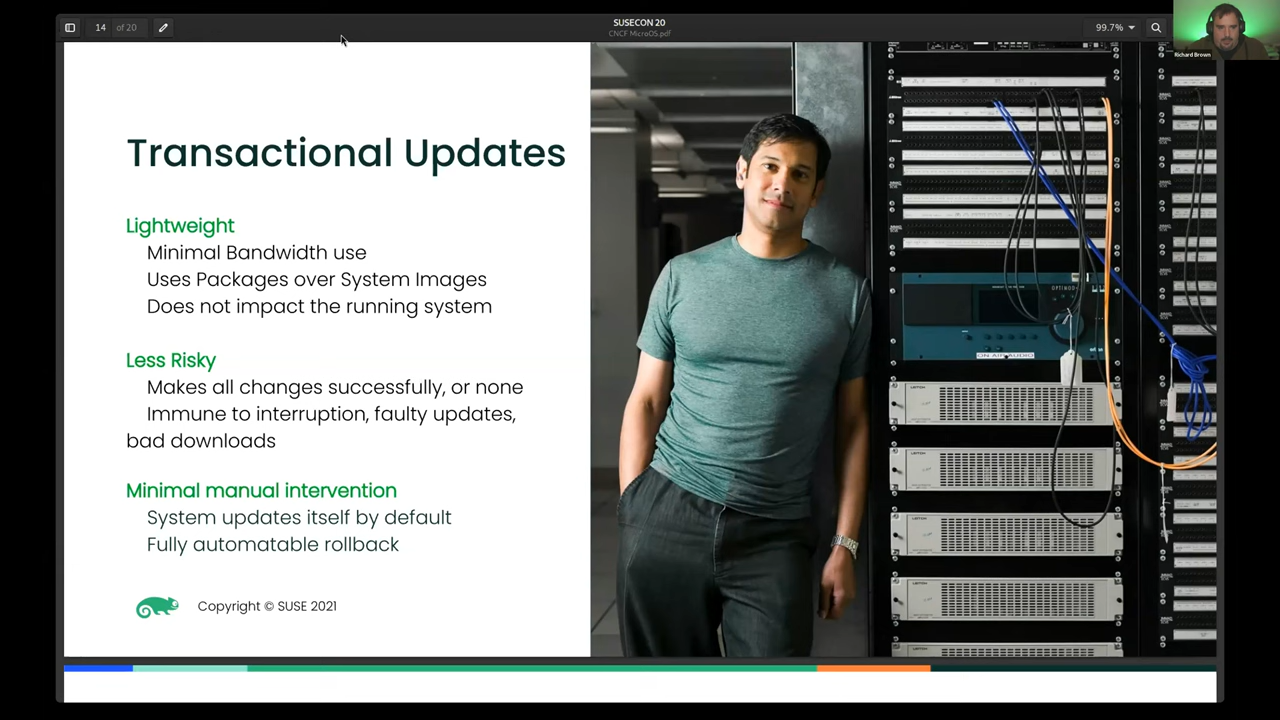 14 of 20
SUSECON 20
CNCF MicroOS.pdf
99.7%
Richard Brown
Transactional Updates
Lightweight
Minimal Bandwidth use
Uses Packages over System Images
Does not impact the running system
Less Risky
Makes all changes successfully, or none
Immune to interruption, faulty updates,
bad downloads
Minimal manual intervention
System updates itself by default
Fully automatable rollback
Copyright © SUSE 2021
ON AIR AUDIO